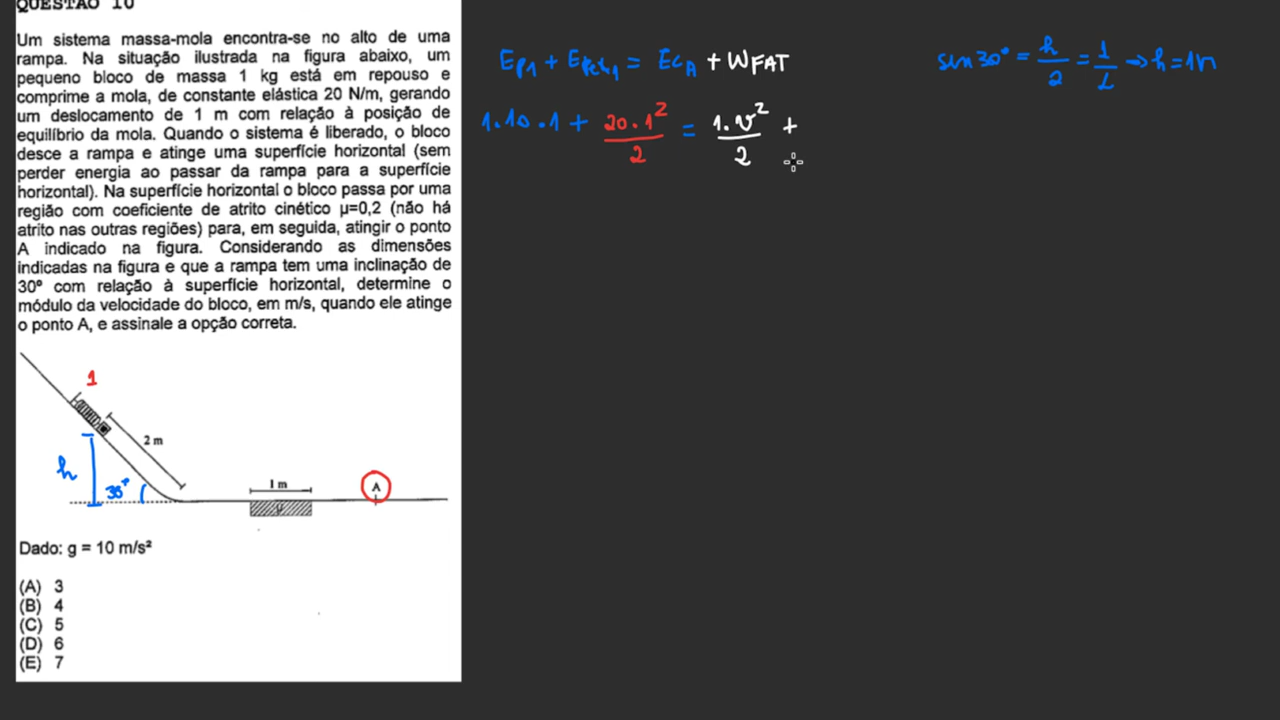 QUESTÃO 10
Um sistema massa-mola encontra-se no alto de uma
rampa. Na situação ilustrada na figura abaixo, um
pequeno bloco de massa 1 kg está em repouso e
comprime a mola, de constante elástica 20 N/m, gerando
um deslocamento de 1 m com relação à posição de
equilíbrio da mola. Quando o sistema é liberado, o bloco
desce a rampa e atinge uma superfície horizontal (sem
perder energia ao passar da rampa para a superfície
horizontal). Na superfície horizontal o bloco passa por uma
região com coeficiente de atrito cinético μ=0,2 (não há
atrito nas outras regiões) para, em seguida, atingir o ponto
A indicado na figura. Considerando as dimensões
indicadas na figura e que a rampa tem uma inclinação de
30º com relação à superfície horizontal, determine o
módulo da velocidade do bloco, em m/s, quando ele atinge
o ponto A, e assinale a opção correta.
1
2 m
h
30°
1 m
A
μ
Dado: g = 10 m/s²
(A) 3
(B) 4
(C) 5
(D) 6
(E) 7
Ep1 + Epel1 = EcA + WFAT
1.10.1 + 20.1²/2 = 1.v²/2 +
sin30° = h/2 = 1/2 → h=1m